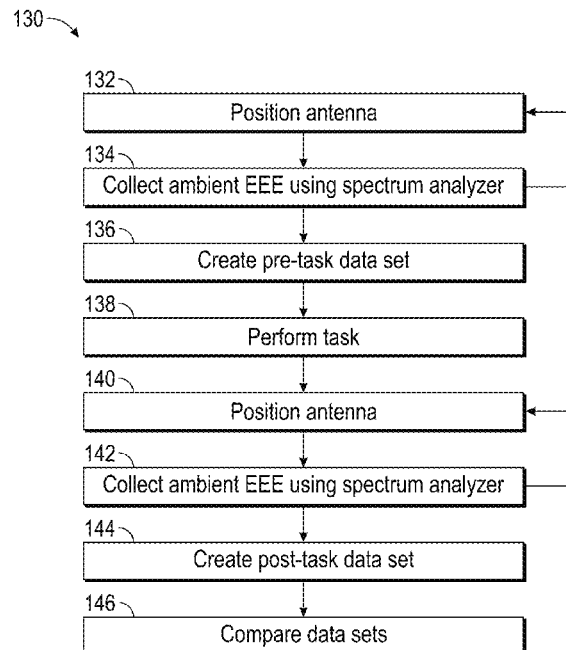 130
132
Position antenna
134
Collect ambient EEE using spectrum analyzer
136
Create pre-task data set
138
Perform task
140
Position antenna
142
Collect ambient EEE using spectrum analyzer
144
Create post-task data set
146
Compare data sets